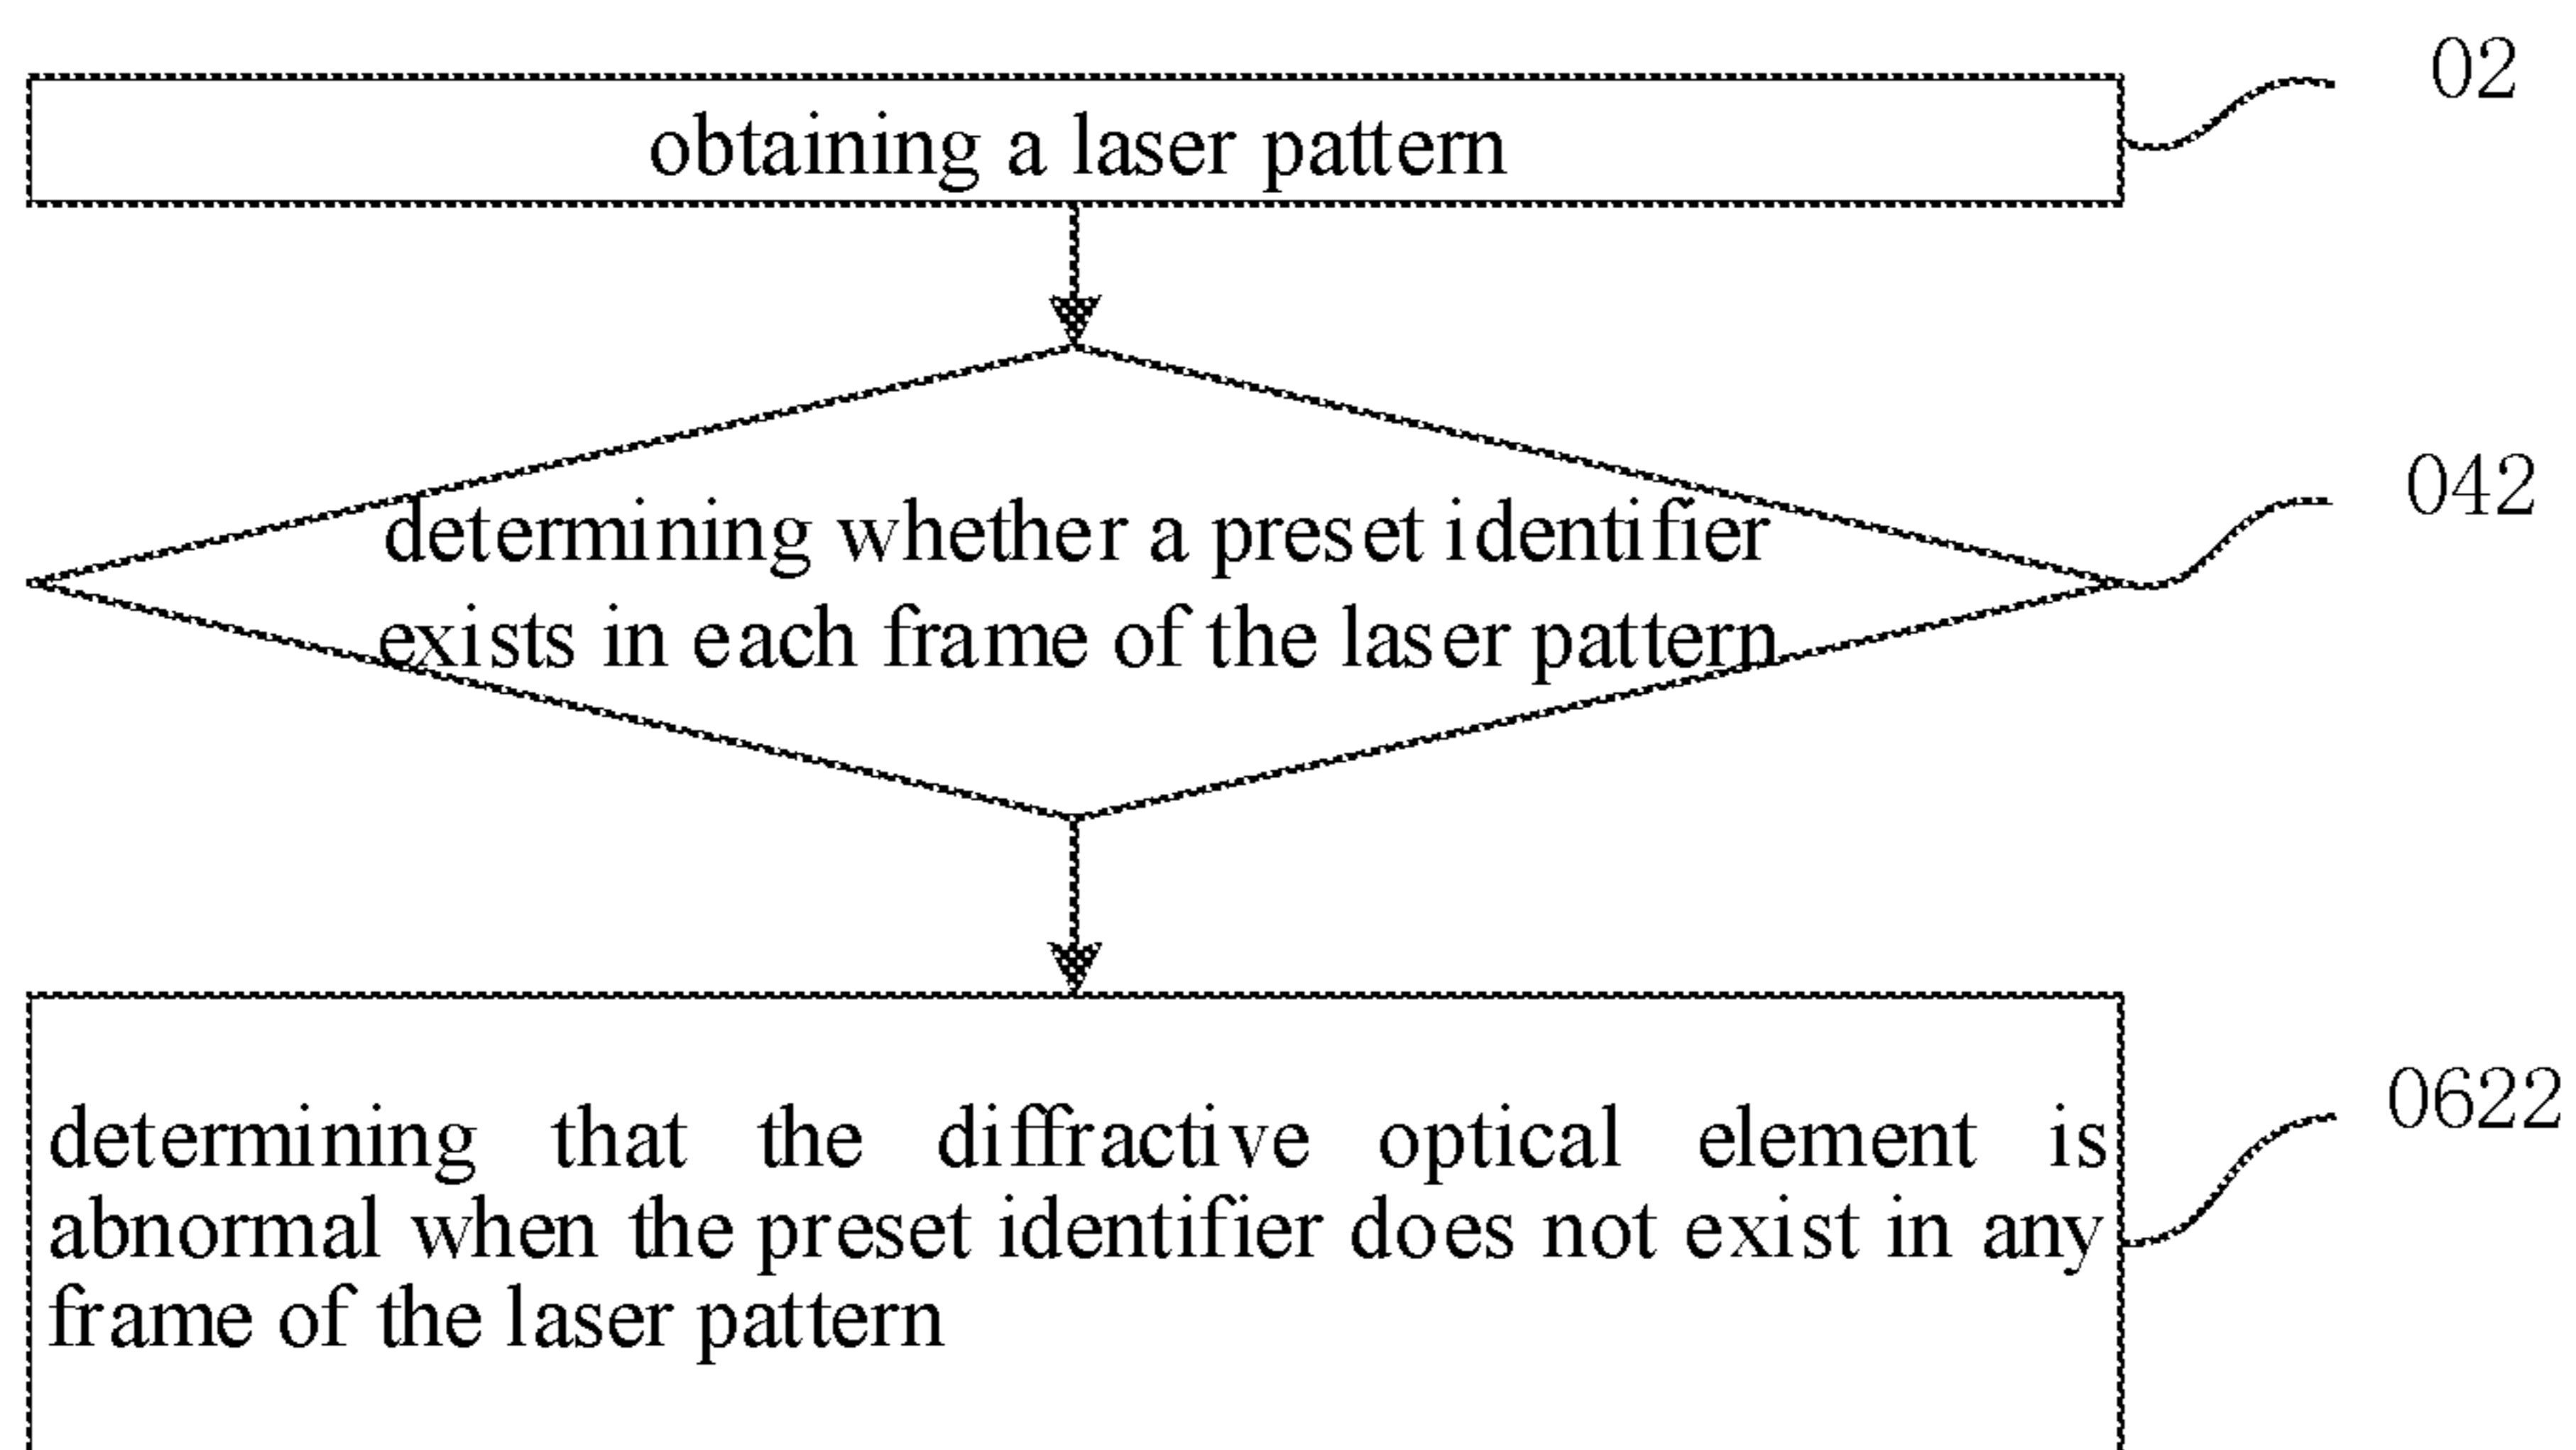 obtaining a laser pattern
02
determining whether a preset identifier
exists in each frame of the laser pattern
042
determining that the diffractive optical element is
abnormal when the preset identifier does not exist in any
frame of the laser pattern
0622